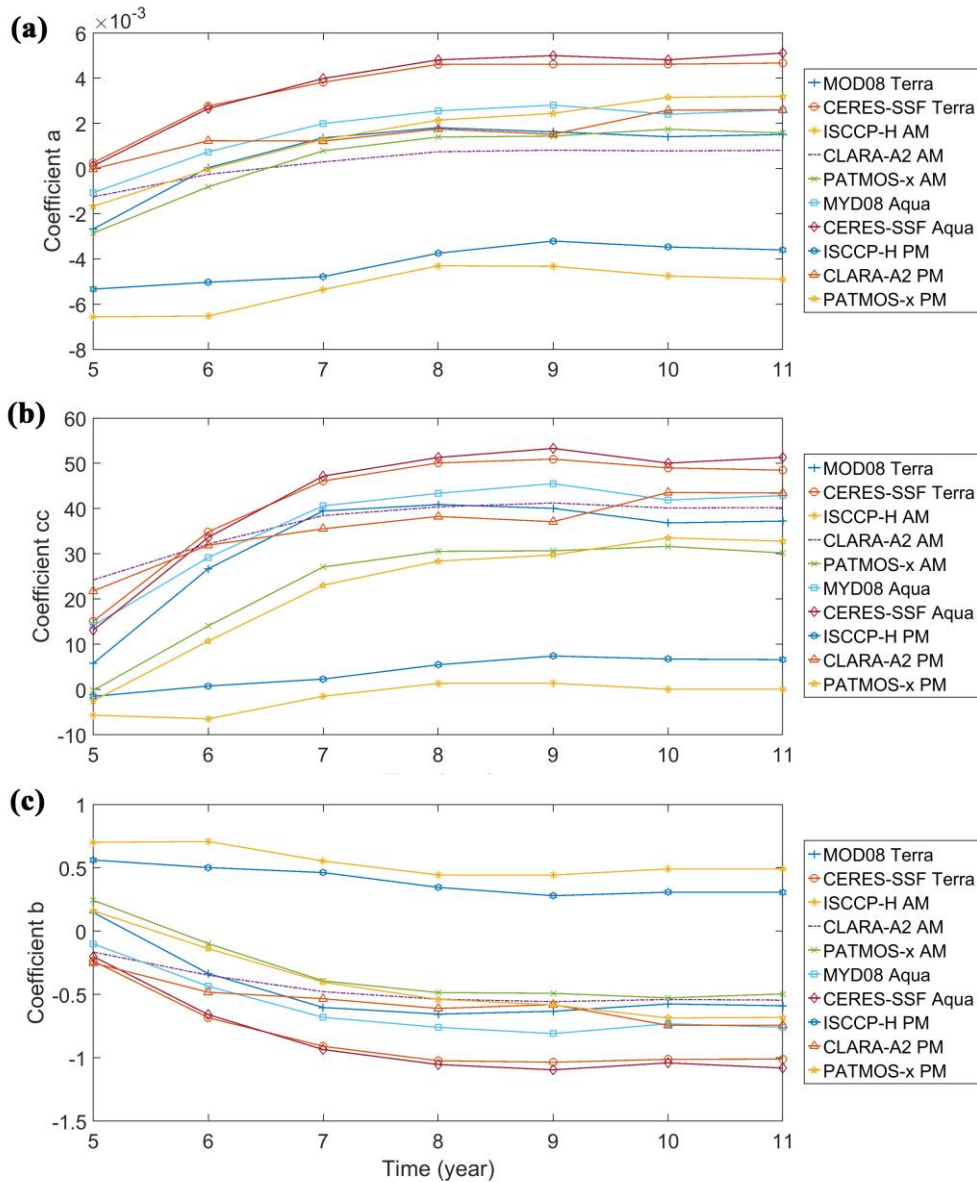 (a)
×10⁻³
6
4
2
0
-2
-4
-6
-8
Coefficient a
5 6 7 8 9 10 11
MOD08 Terra
CERES-SSF Terra
ISCCP-H AM
CLARA-A2 AM
PATMOS-x AM
MYD08 Aqua
CERES-SSF Aqua
ISCCP-H PM
CLARA-A2 PM
PATMOS-x PM
(b)
60
50
40
30
20
10
0
-10
Coefficient cc
5 6 7 8 9 10 11
MOD08 Terra
CERES-SSF Terra
ISCCP-H AM
CLARA-A2 AM
PATMOS-x AM
MYD08 Aqua
CERES-SSF Aqua
ISCCP-H PM
CLARA-A2 PM
PATMOS-x PM
(c)
1
0.5
0
-0.5
-1
-1.5
Coefficient b
5 6 7 8 9 10 11
Time (year)
MOD08 Terra
CERES-SSF Terra
ISCCP-H AM
CLARA-A2 AM
PATMOS-x AM
MYD08 Aqua
CERES-SSF Aqua
ISCCP-H PM
CLARA-A2 PM
PATMOS-x PM